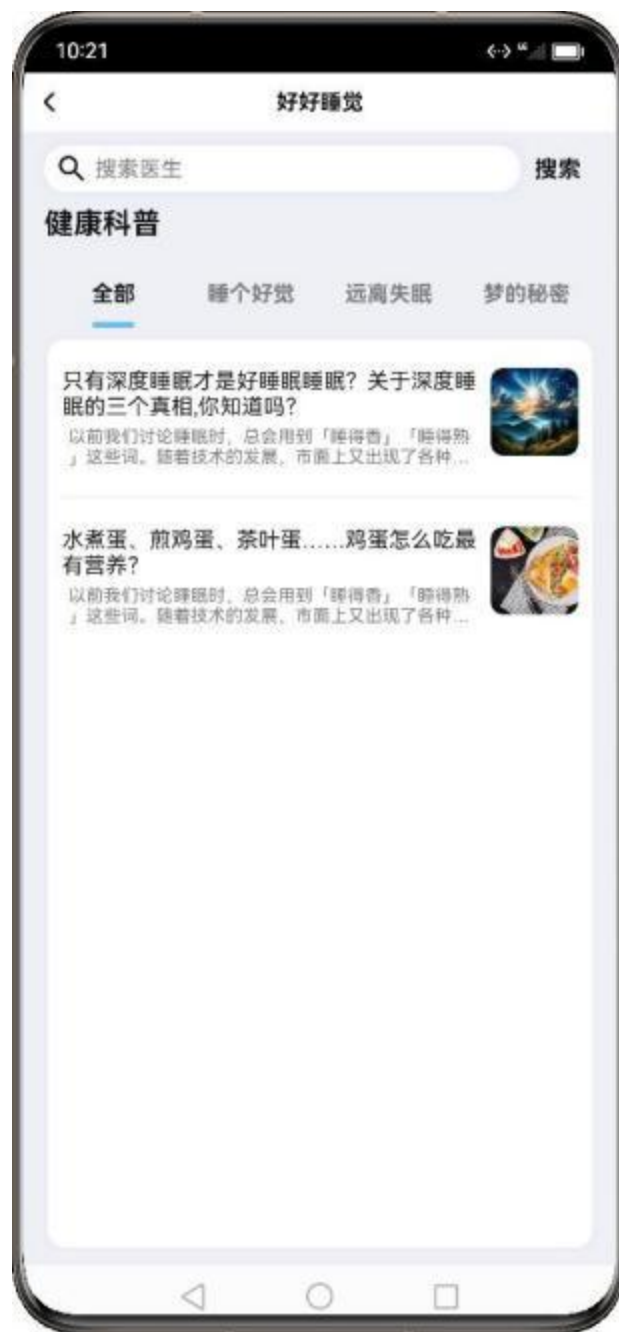 10:21
好好睡觉
搜索医生
搜索
健康科普
全部
睡个好觉
远离失眠
梦的秘密
只有深度睡眠才是好睡眠睡眠？关于深度睡
眠的三个真相,你知道吗？
以前我们讨论睡眠时，总会用到「睡得香」「睡得熟
」这些词。随着技术的发展，市面上又出现了各种...
水煮蛋、煎鸡蛋、茶叶蛋……鸡蛋怎么吃最
有营养？
以前我们讨论睡眠时，总会用到「睡得香」「睡得熟
」这些词。随着技术的发展，市面上又出现了各种...